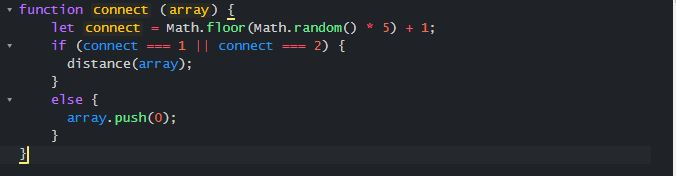 function connect (array) {
    let connect = Math.floor(Math.random() * 5) + 1;
    if (connect === 1 || connect === 2) {
      distance(array);
    }
    else {
      array.push(0);
    }
}